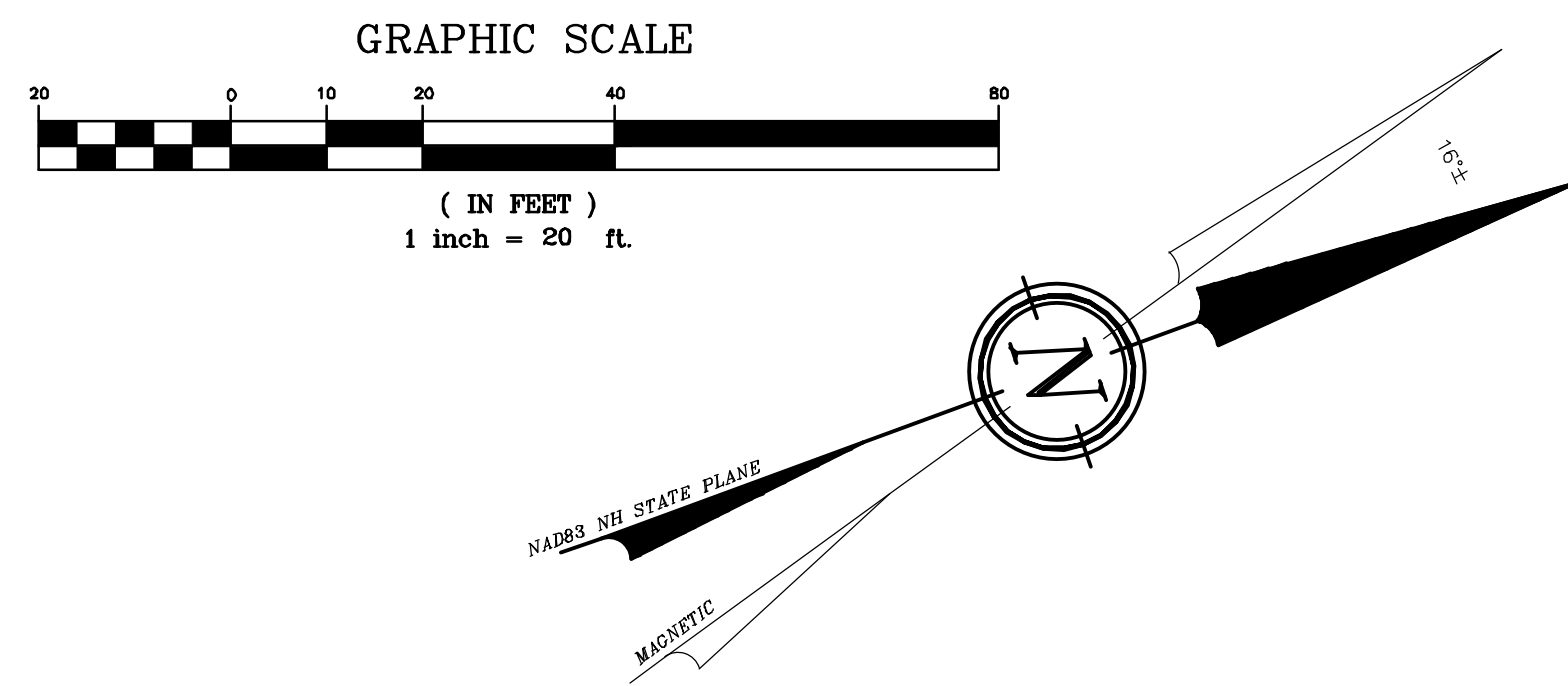 GRAPHIC SCALE
20 0 10 20 40 80
( IN FEET )
1 inch = 20 ft.
16°±
N
NAD83 NH STATE PLANE
MAGNETIC